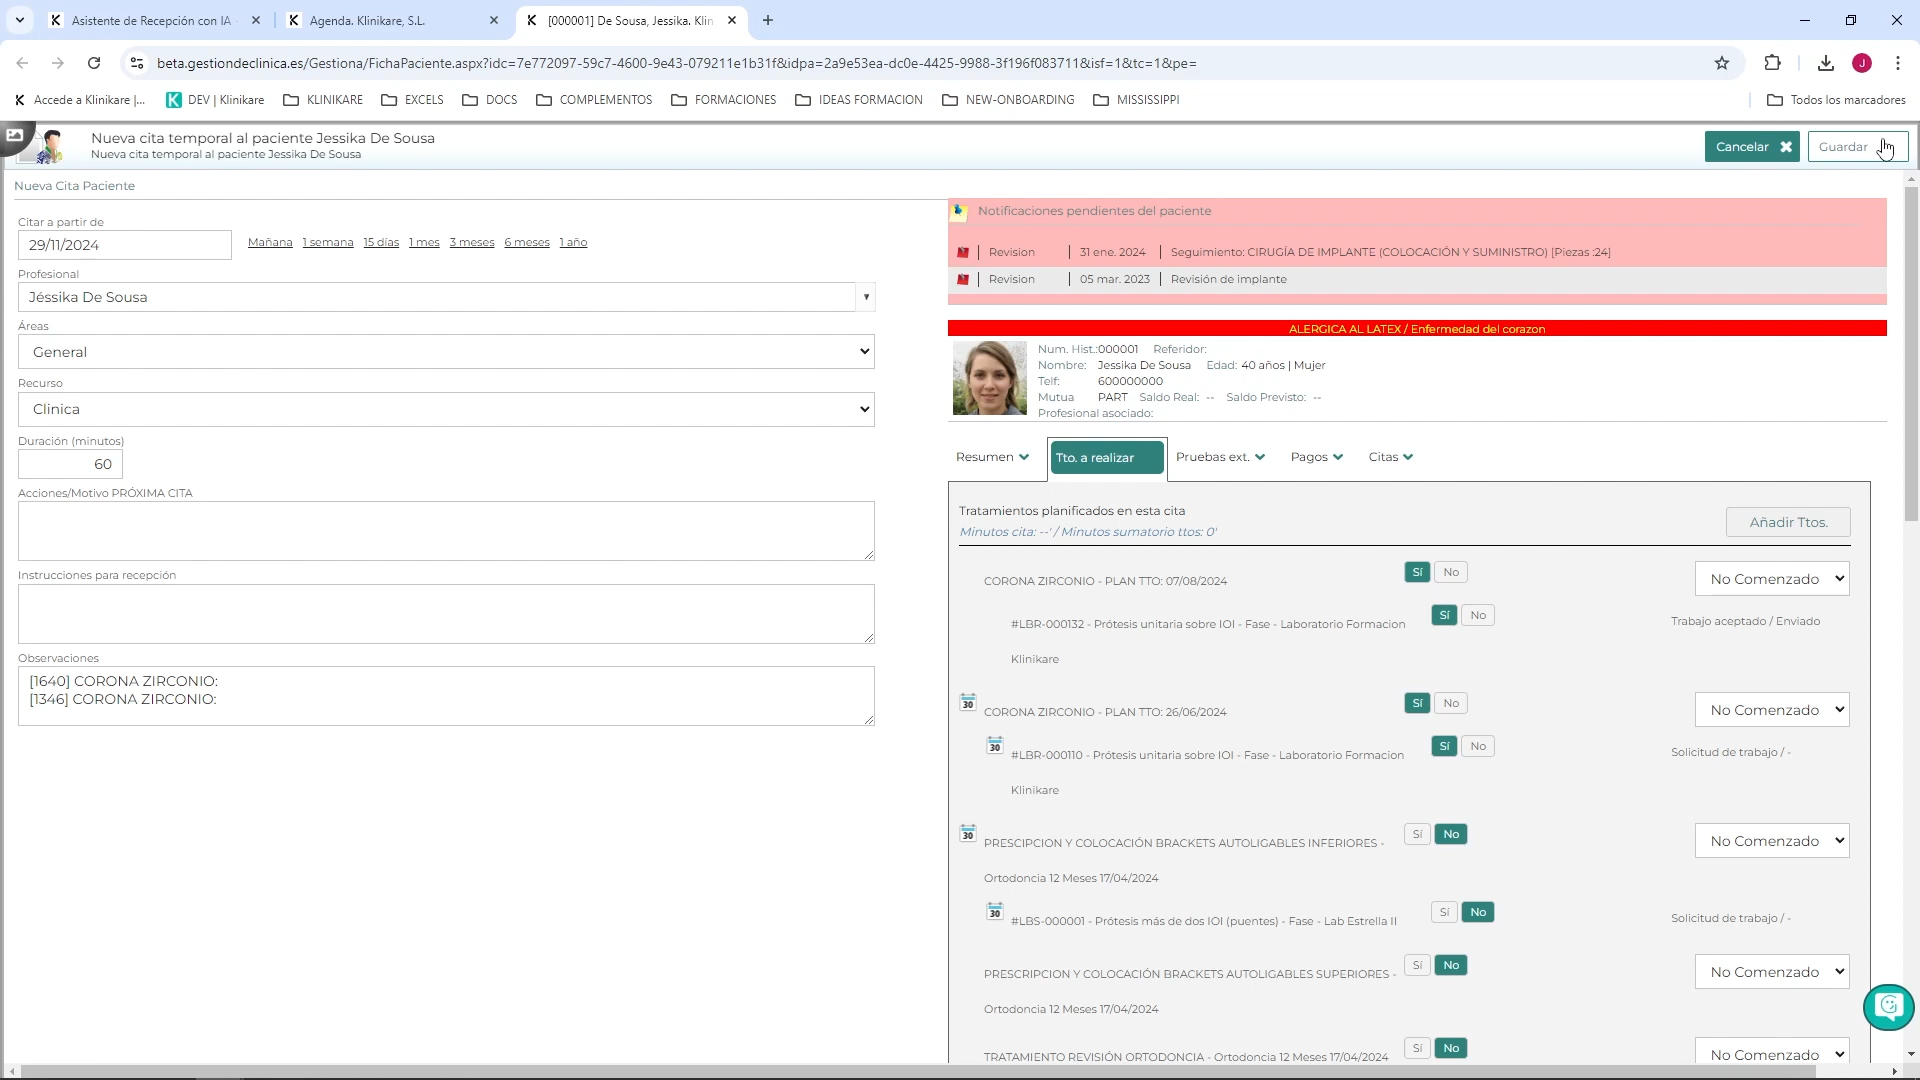 Asistente de Recepción con IA
Agenda. Klinikare, S.L.
[000001] De Sousa, Jessika. Klin
beta.gestiondeclinica.es/Gestiona/FichaPaciente.aspx?idc=7e772097-59c7-4600-9e43-079211e1b31f&idpa=2a9e53ea-dc0e-4425-9988-3f196f083711&isf=1&tc=1&pe=
J
Accede a Klinikare |...
DEV | Klinikare
KLINIKARE
EXCELS
DOCS
COMPLEMENTOS
FORMACIONES
IDEAS FORMACION
NEW-ONBOARDING
MISSISSIPPI
Todos los marcadores
Nueva cita temporal al paciente Jessika De Sousa
Nueva cita temporal al paciente Jessika De Sousa
Cancelar
Guardar
Nueva Cita Paciente
Citar a partir de
29/11/2024
Mañana 1 semana 15 días 1 mes 3 meses 6 meses 1 año
Profesional
Jéssika De Sousa
Áreas
General
Recurso
Clinica
Duración (minutos)
60
Acciones/Motivo PRÓXIMA CITA
Instrucciones para recepción
Observaciones
[1640] CORONA ZIRCONIO:
[1346] CORONA ZIRCONIO:
Notificaciones pendientes del paciente
Revision | 31 ene. 2024 | Seguimiento: CIRUGÍA DE IMPLANTE (COLOCACIÓN Y SUMINISTRO) [Piezas :24]
Revision | 05 mar. 2023 | Revisión de implante
ALERGICA AL LATEX / Enfermedad del corazon
Num. Hist.:000001 Referidor:
Nombre: Jessika De Sousa Edad: 40 años | Mujer
Telf: 600000000
Mutua PART Saldo Real: -- Saldo Previsto: --
Profesional asociado:
Resumen
Tto. a realizar
Pruebas ext.
Pagos
Citas
Tratamientos planificados en esta cita
Minutos cita: --' / Minutos sumatorio ttos: 0'
Añadir Ttos.
CORONA ZIRCONIO - PLAN TTO: 07/08/2024 Sí No No Comenzado
#LBR-000132 - Prótesis unitaria sobre IOI - Fase - Laboratorio Formacion Sí No Trabajo aceptado / Enviado
Klinikare
30 CORONA ZIRCONIO - PLAN TTO: 26/06/2024 Sí No No Comenzado
30 #LBR-000110 - Prótesis unitaria sobre IOI - Fase - Laboratorio Formacion Sí No Solicitud de trabajo / -
Klinikare
30 PRESCIPCION Y COLOCACIÓN BRACKETS AUTOLIGABLES INFERIORES - Sí No No Comenzado
Ortodoncia 12 Meses 17/04/2024
30 #LBS-000001 - Prótesis más de dos IOI (puentes) - Fase - Lab Estrella II Sí No Solicitud de trabajo / -
PRESCRIPCION Y COLOCACIÓN BRACKETS AUTOLIGABLES SUPERIORES - Sí No No Comenzado
Ortodoncia 12 Meses 17/04/2024
TRATAMIENTO REVISIÓN ORTODONCIA - Ortodoncia 12 Meses 17/04/2024 Sí No No Comenzado